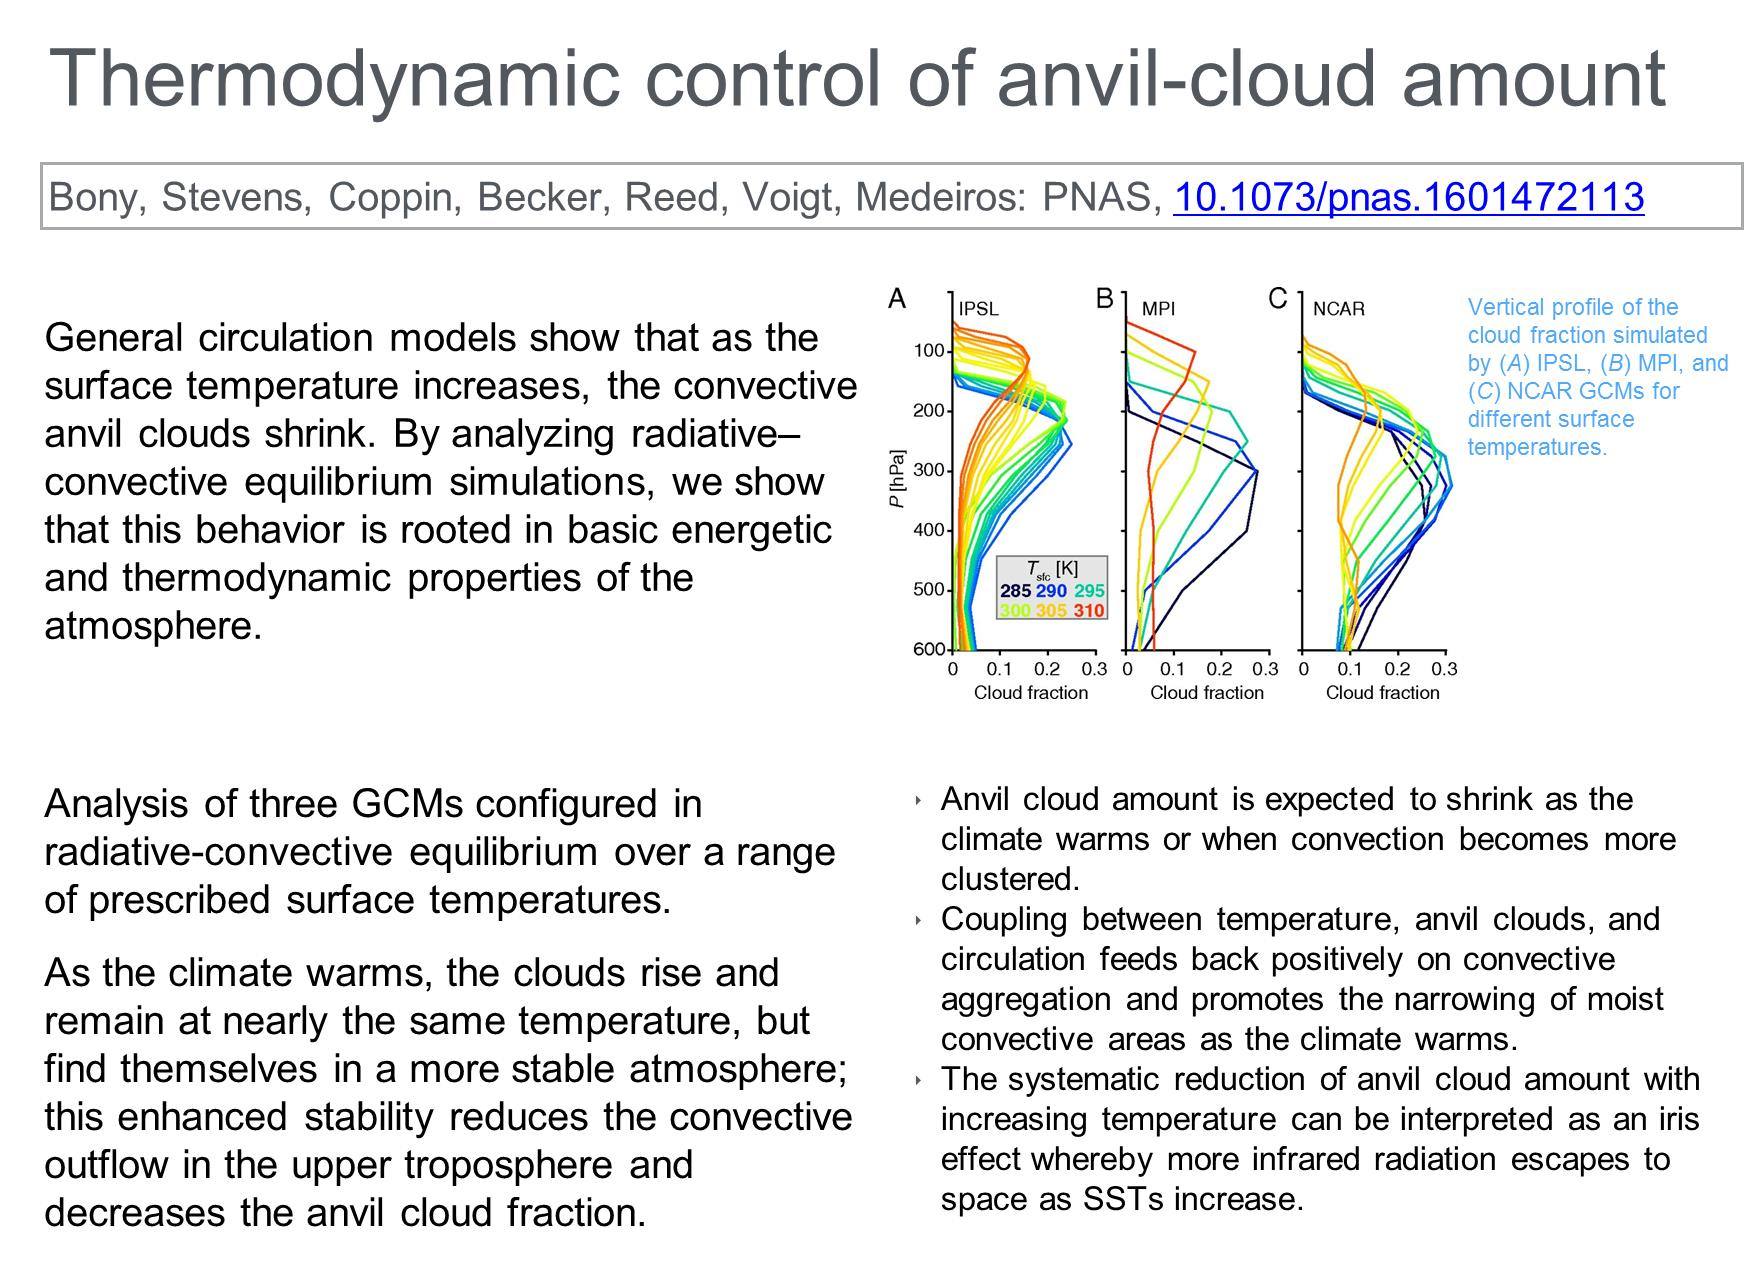 Thermodynamic control of anvil-cloud amount
Bony, Stevens, Coppin, Becker, Reed, Voigt, Medeiros: PNAS, 10.1073/pnas.1601472113
General circulation models show that as the
surface temperature increases, the convective
anvil clouds shrink. By analyzing radiative–
convective equilibrium simulations, we show
that this behavior is rooted in basic energetic
and thermodynamic properties of the
atmosphere.
A IPSL B MPI C NCAR
100
200
300
400
500
600
P [hPa]
Tsfc [K]
285 290 295
300 305 310
0 0.1 0.2 0.3 0 0.1 0.2 0.3 0 0.1 0.2 0.3
Cloud fraction Cloud fraction Cloud fraction
Vertical profile of the
cloud fraction simulated
by (A) IPSL, (B) MPI, and
(C) NCAR GCMs for
different surface
temperatures.
Analysis of three GCMs configured in
radiative-convective equilibrium over a range
of prescribed surface temperatures.
As the climate warms, the clouds rise and
remain at nearly the same temperature, but
find themselves in a more stable atmosphere;
this enhanced stability reduces the convective
outflow in the upper troposphere and
decreases the anvil cloud fraction.
Anvil cloud amount is expected to shrink as the
climate warms or when convection becomes more
clustered.
Coupling between temperature, anvil clouds, and
circulation feeds back positively on convective
aggregation and promotes the narrowing of moist
convective areas as the climate warms.
The systematic reduction of anvil cloud amount with
increasing temperature can be interpreted as an iris
effect whereby more infrared radiation escapes to
space as SSTs increase.